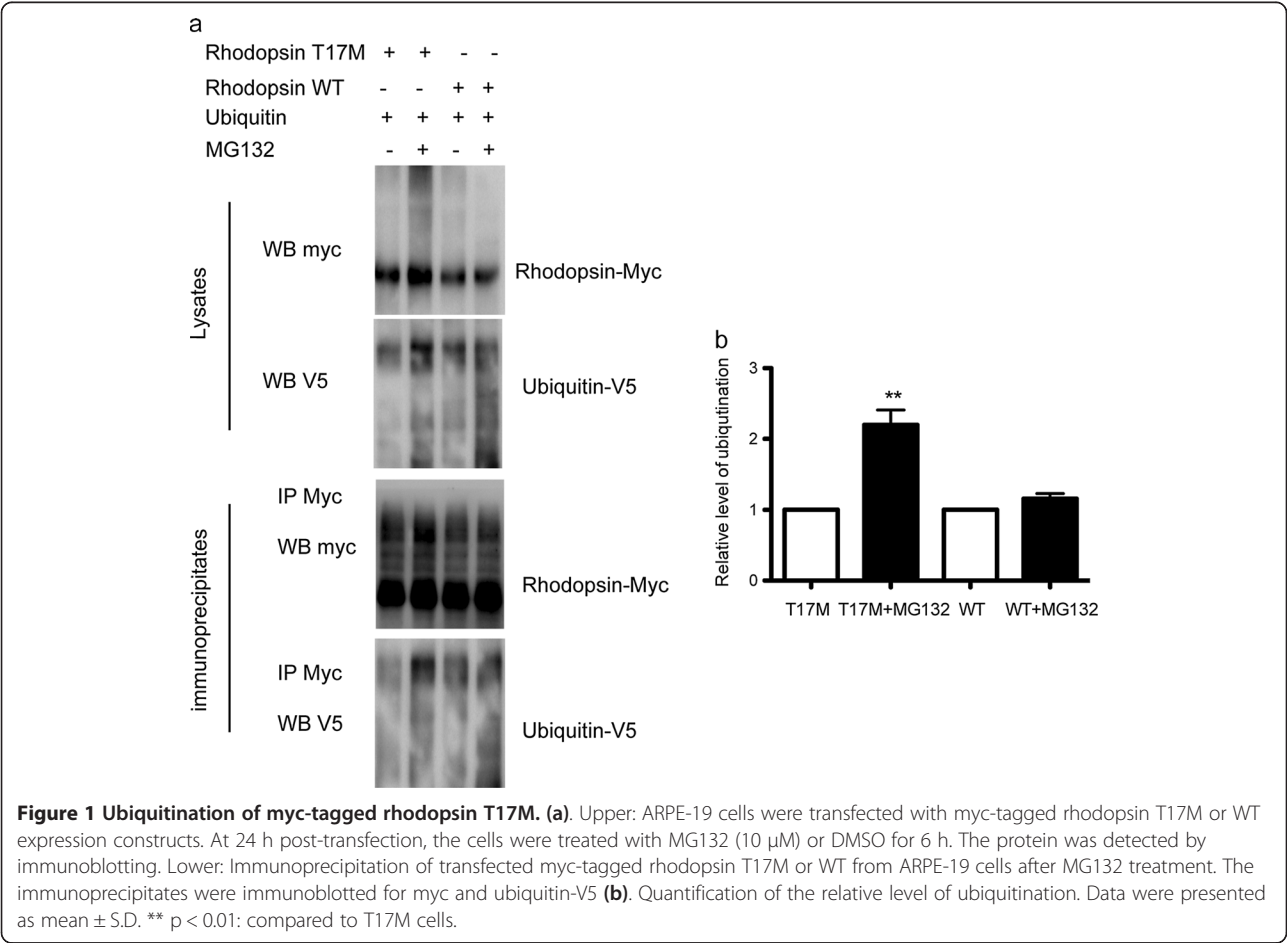 a
Rhodopsin T17M + + - -
Rhodopsin WT - - + +
Ubiquitin + + + +
MG132 - + - +
Lysates
WB myc
Rhodopsin-Myc
WB V5
Ubiquitin-V5
immunoprecipitates
IP Myc
WB myc
Rhodopsin-Myc
IP Myc
WB V5
Ubiquitin-V5
b
Relative level of ubiqutination
3
2
1
0
**
T17M T17M+MG132 WT WT+MG132
Figure 1 Ubiquitination of myc-tagged rhodopsin T17M. (a). Upper: ARPE-19 cells were transfected with myc-tagged rhodopsin T17M or WT
expression constructs. At 24 h post-transfection, the cells were treated with MG132 (10 μM) or DMSO for 6 h. The protein was detected by
immunoblotting. Lower: Immunoprecipitation of transfected myc-tagged rhodopsin T17M or WT from ARPE-19 cells after MG132 treatment. The
immunoprecipitates were immunoblotted for myc and ubiquitin-V5 (b). Quantification of the relative level of ubiquitination. Data were presented
as mean ± S.D. ** p < 0.01: compared to T17M cells.